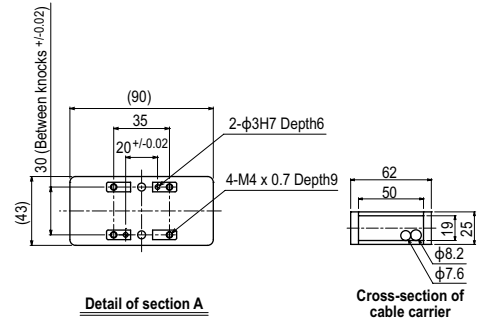 30 (Between knocks +/-0.02)
(90)
35
20+/-0.02
2-ϕ3H7 Depth6
4-M4 x 0.7 Depth9
(43)
Detail of section A
62
50
19
25
ϕ8.2
ϕ7.6
Cross-section of
cable carrier